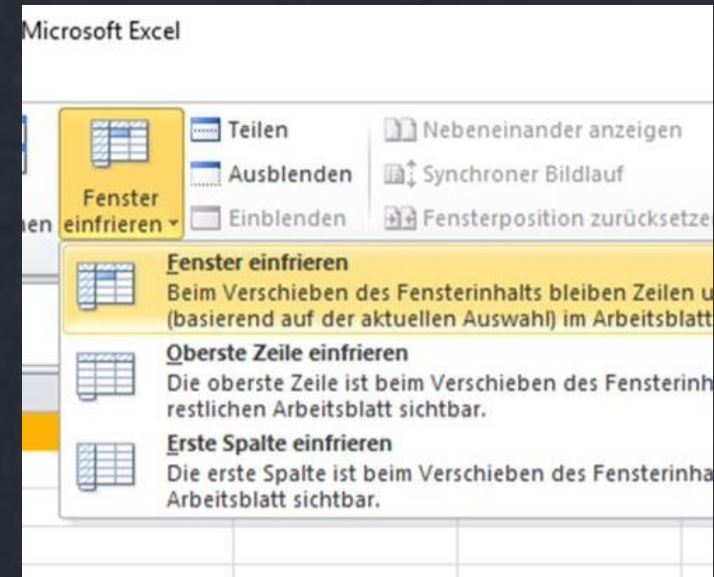 Microsoft Excel
Teilen
Nebeneinander anzeigen
Ausblenden
Synchroner Bildlauf
Fenster
einfrieren
Einblenden
Fensterposition zurücksetze
Fenster einfrieren
Beim Verschieben des Fensterinhalts bleiben Zeilen u
(basierend auf der aktuellen Auswahl) im Arbeitsblatt
Oberste Zeile einfrieren
Die oberste Zeile ist beim Verschieben des Fensterinh
restlichen Arbeitsblatt sichtbar.
Erste Spalte einfrieren
Die erste Spalte ist beim Verschieben des Fensterinha
Arbeitsblatt sichtbar.